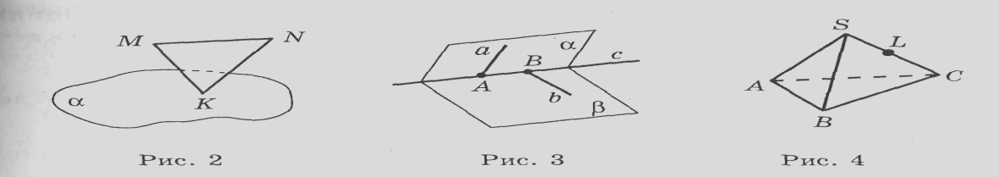 M N α K
a α B c A b β
S L A C B
Рис. 2 Рис. 3 Рис. 4